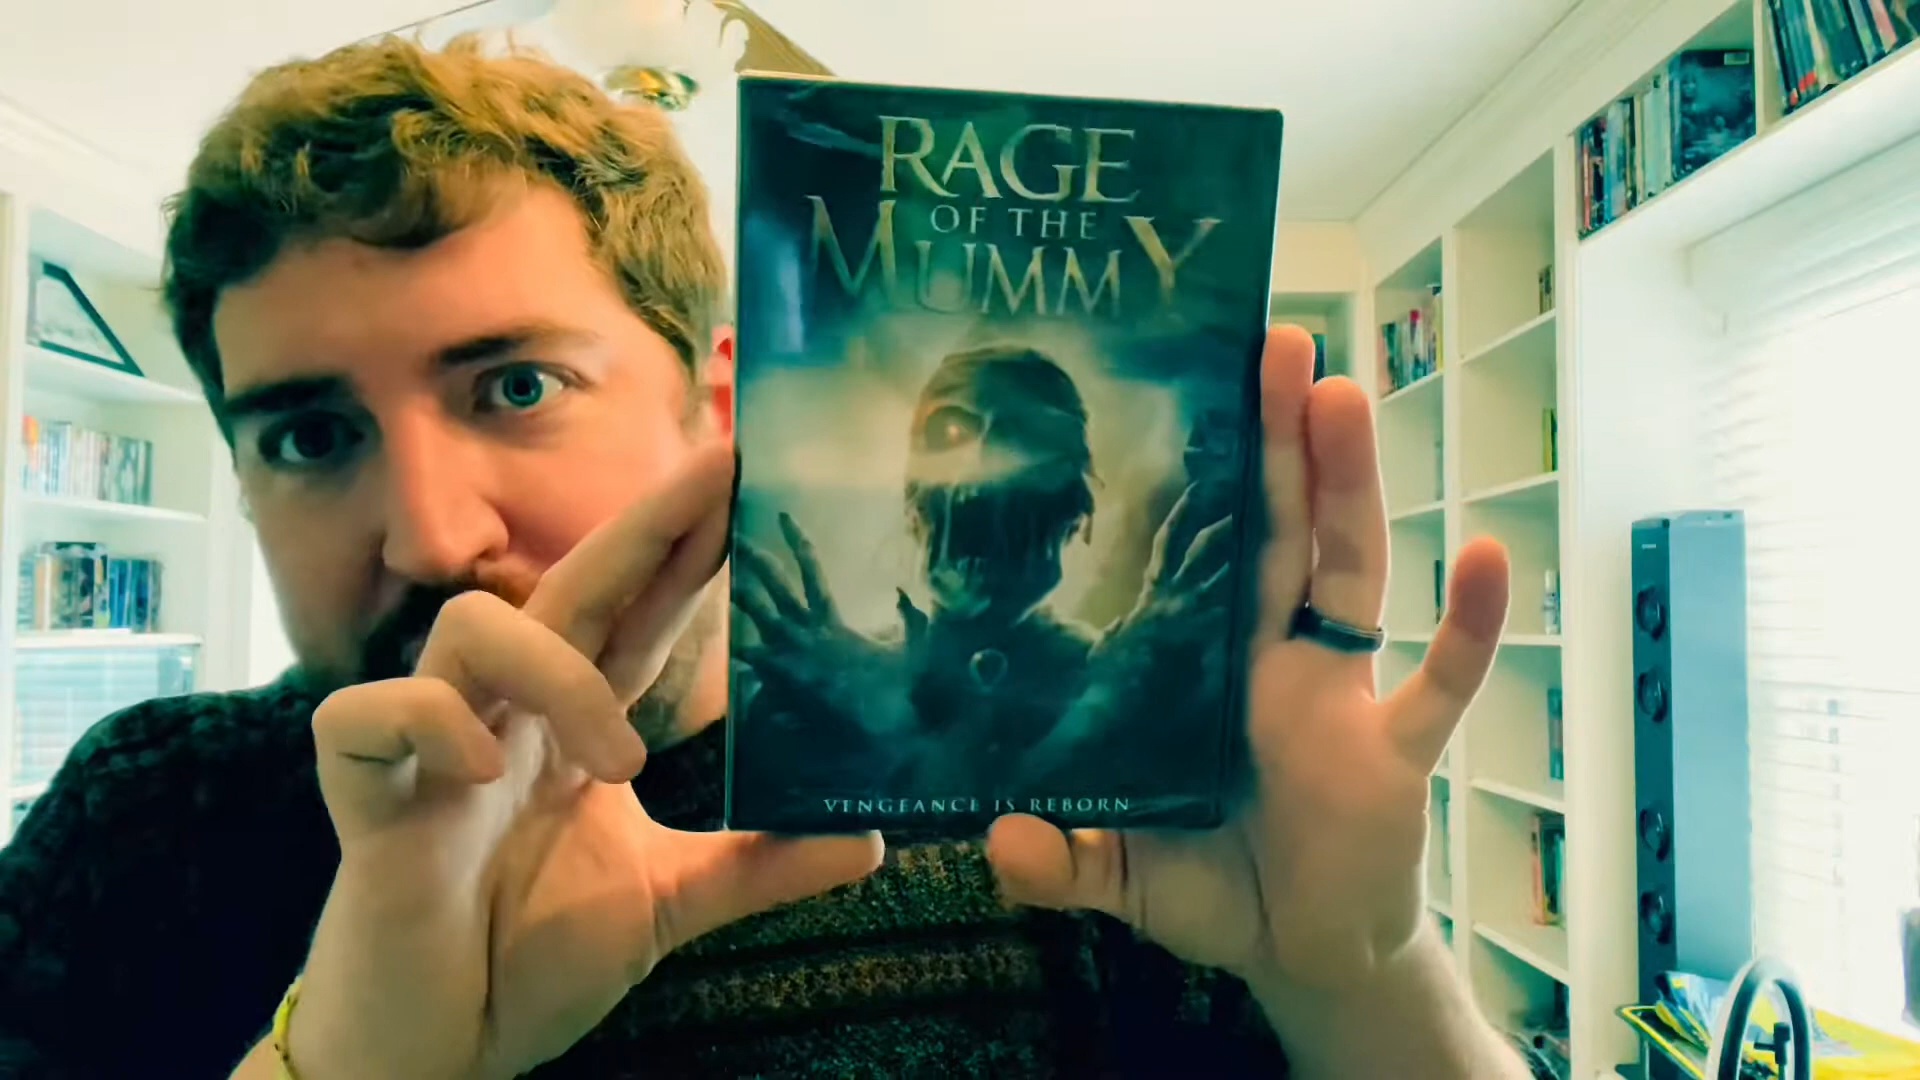 RAGE
OF THE
MUMMY
VENGEANCE IS REBORN